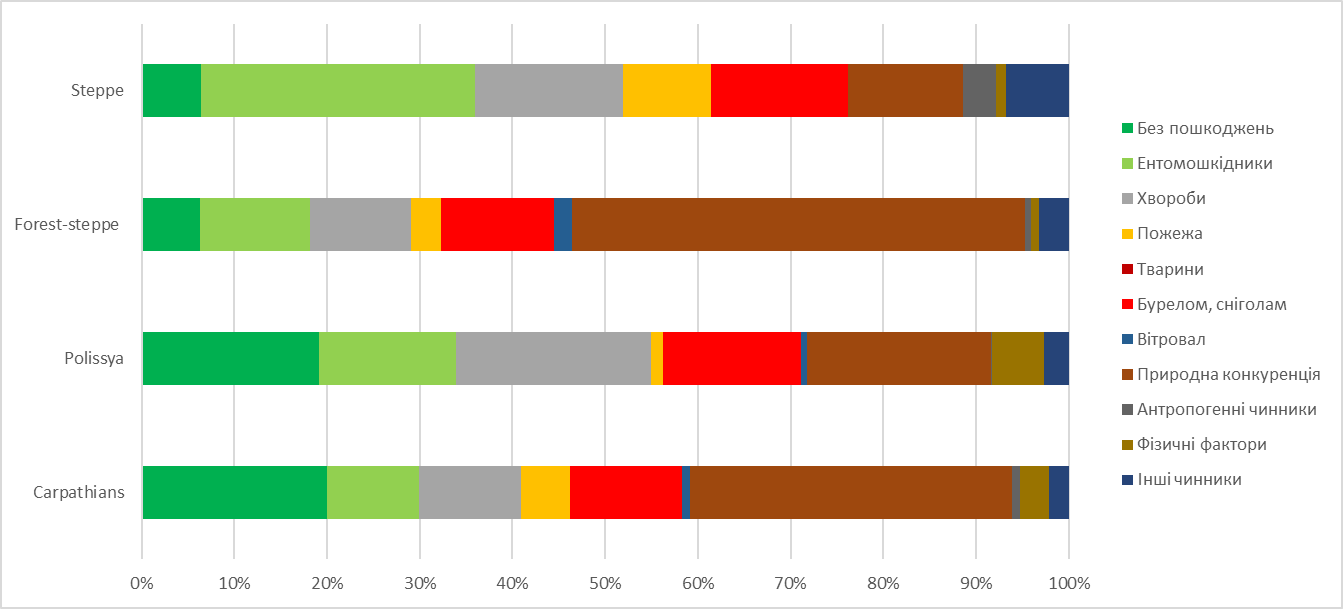 Steppe
Forest-steppe
Polissya
Carpathians
0% 10% 20% 30% 40% 50% 60% 70% 80% 90% 100%
Без пошкоджень
Ентомошкідники
Хвороби
Пожежа
Тварини
Бурелом, сніголам
Вітровал
Природна конкуренція
Антропогенні чинники
Фізичні фактори
Інші чинники